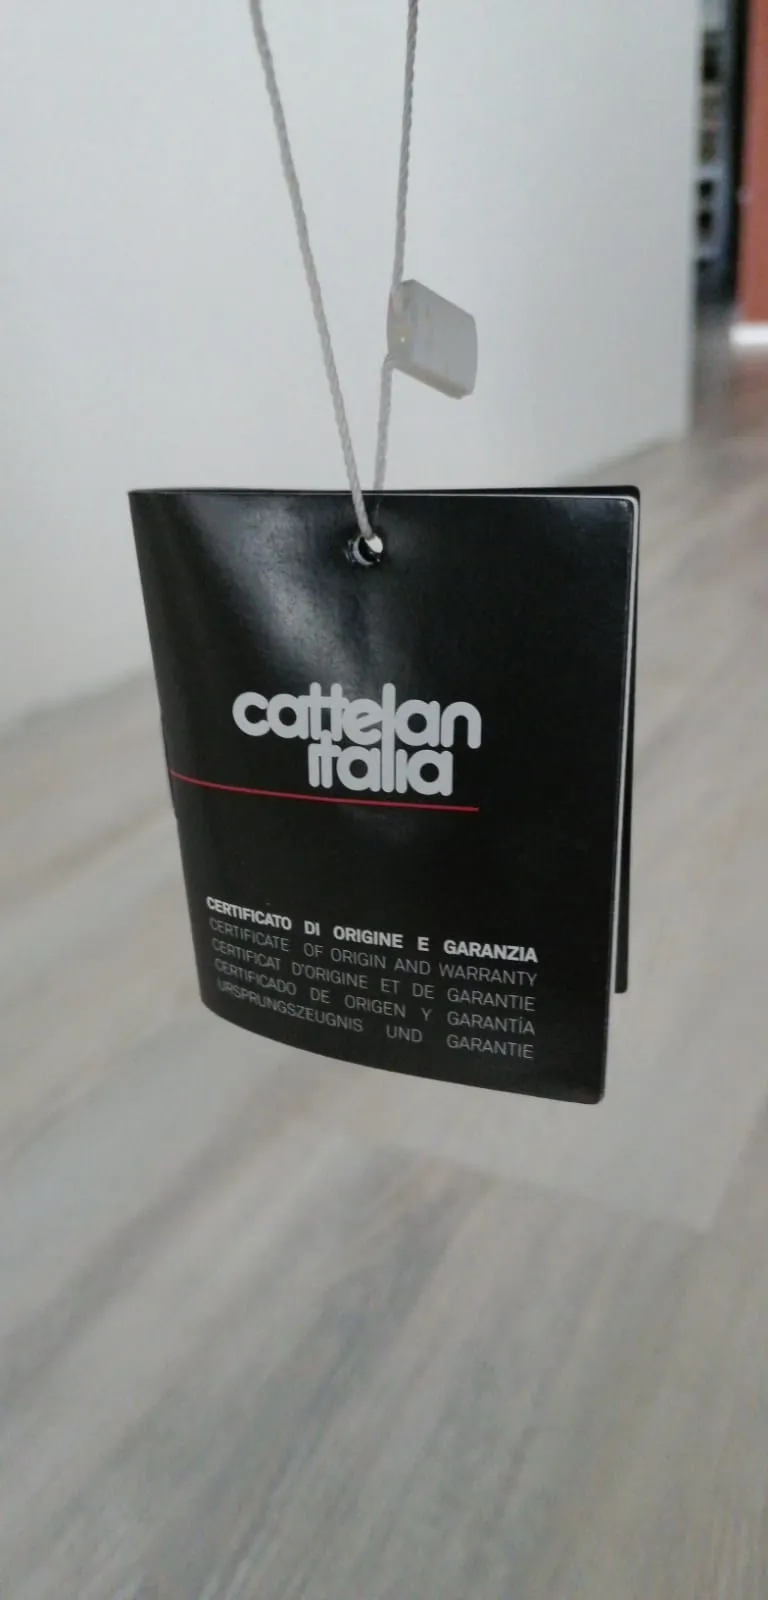 cattelan
italia
CERTIFICATO DI ORIGINE E GARANZIA
CERTIFICATE OF ORIGIN AND WARRANTY
CERTIFICAT D'ORIGINE ET DE GARANTIE
CERTIFICADO DE ORIGEN Y GARANTÍA
URSPRUNGSZEUGNIS UND GARANTIE